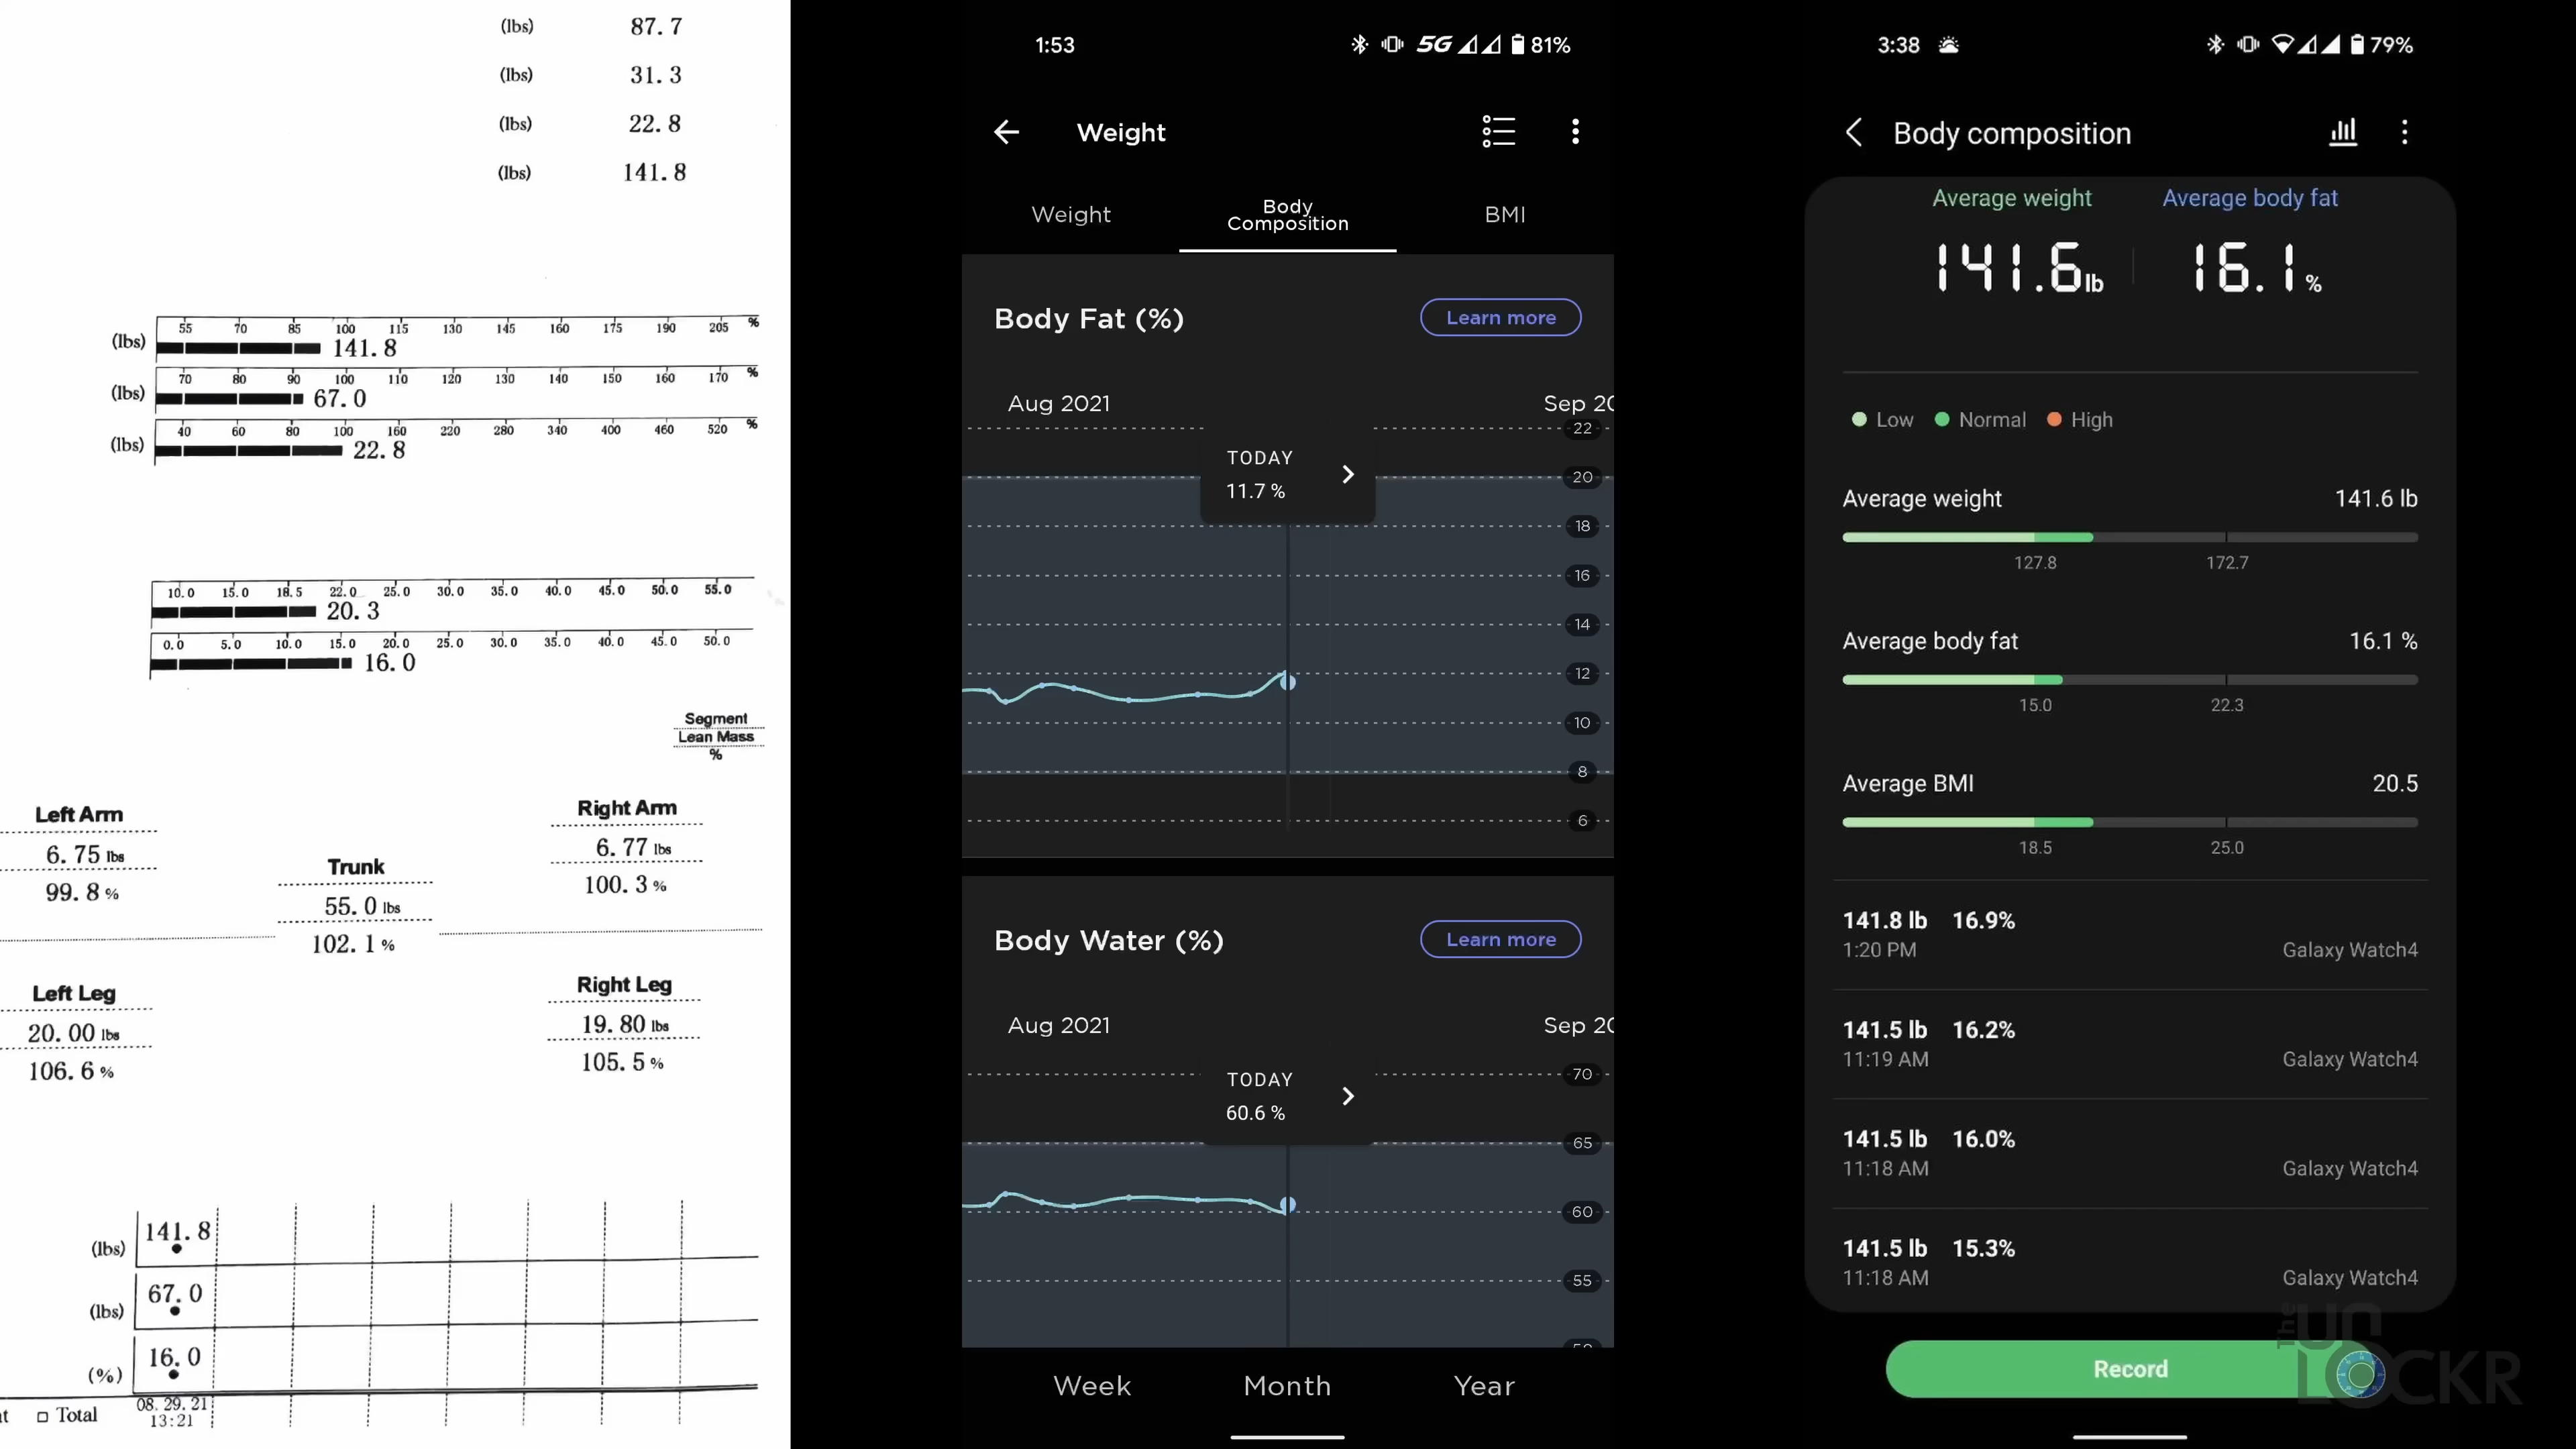 (lbs) 87.7
(lbs) 31.3
(lbs) 22.8
(lbs) 141.8
55 70 85 100 115 130 145 160 175 190 205 %
(lbs) 141.8
70 80 90 100 110 120 130 140 150 160 170 %
(lbs) 67.0
40 60 80 100 160 220 280 340 400 460 520 %
(lbs) 22.8
10.0 15.0 18.5 22.0 25.0 30.0 35.0 40.0 45.0 50.0 55.0
20.3
0.0 5.0 10.0 15.0 20.0 25.0 30.0 35.0 40.0 45.0 50.0
16.0
Segment
Lean Mass
%
Left Arm
6.75 lbs
99.8 %
Trunk
55.0 lbs
102.1 %
Right Arm
6.77 lbs
100.3 %
Left Leg
20.00 lbs
106.6 %
Right Leg
19.80 lbs
105.5 %
(lbs) 141.8
(lbs) 67.0
(%) 16.0
Total 08.29.21
13:21
1:53 5G 81%
Weight
Weight Body Composition BMI
Body Fat (%) Learn more
Aug 2021 Sep 20
22
TODAY
11.7 %
20
18
16
14
12
10
8
6
Body Water (%) Learn more
Aug 2021 Sep 20
TODAY
60.6 %
70
65
60
55
Week Month Year
3:38 79%
Body composition
Average weight Average body fat
141.6 lb 16.1 %
Low Normal High
Average weight 141.6 lb
127.8 172.7
Average body fat 16.1 %
15.0 22.3
Average BMI 20.5
18.5 25.0
141.8 lb 16.9%
1:20 PM Galaxy Watch4
141.5 lb 16.2%
11:19 AM Galaxy Watch4
141.5 lb 16.0%
11:18 AM Galaxy Watch4
141.5 lb 15.3%
11:18 AM Galaxy Watch4
Record
The UNLOCKR